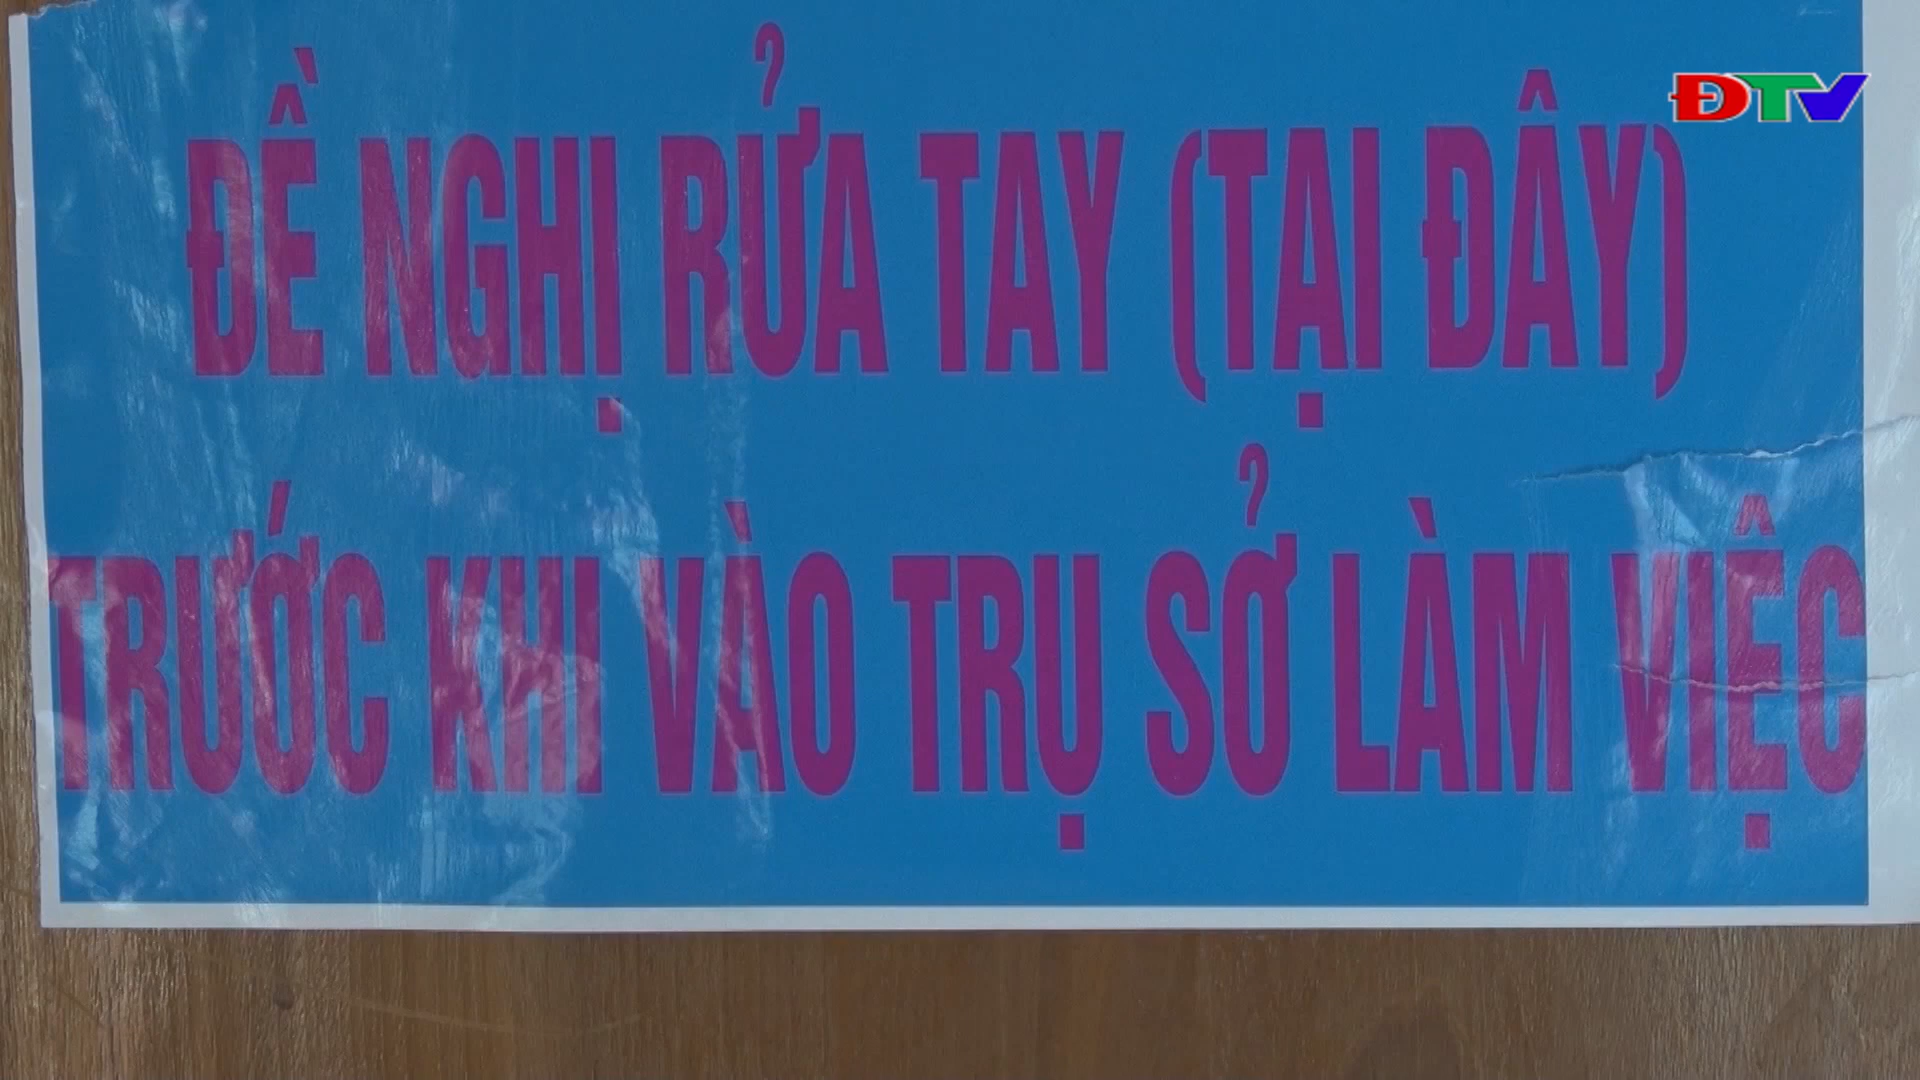 ĐTV
ĐỀ NGHỊ RỬA TAY (TẠI ĐÂY)
TRƯỚC KHI VÀO TRỤ SỞ LÀM VIỆC